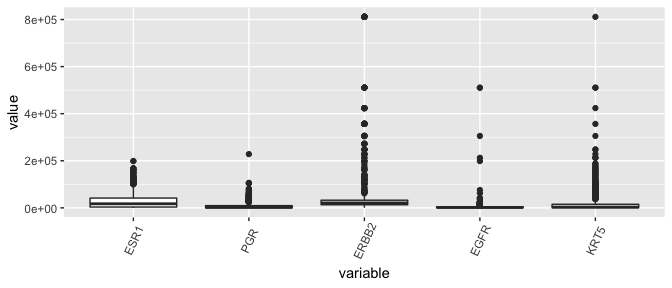 8e+05
6e+05
4e+05
2e+05
0e+00
value
ESR1
PGR
ERBB2
EGFR
KRT5
variable